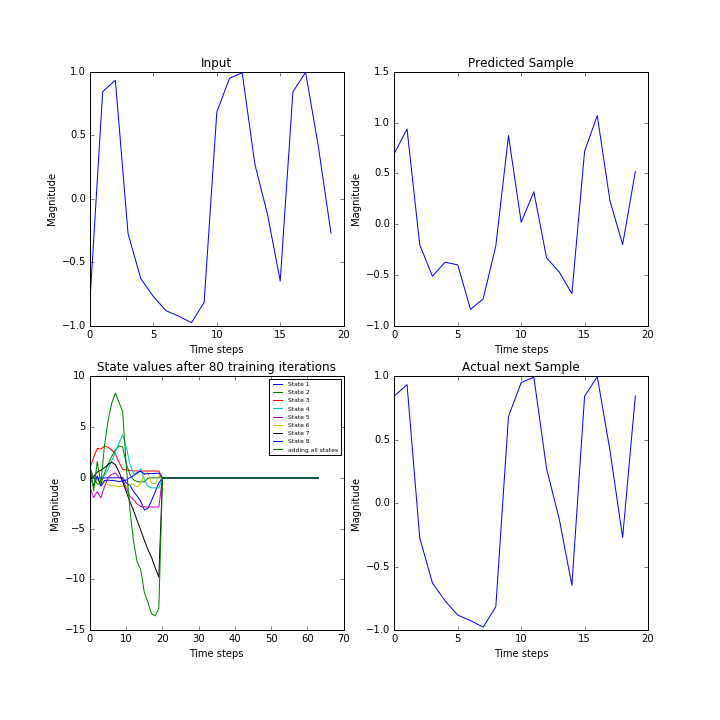 Input
Predicted Sample
1.0
0.5
0.0
−0.5
−1.0
Magnitude
0 5 10 15 20
Time steps
1.5
1.0
0.5
0.0
−0.5
−1.0
Magnitude
0 5 10 15 20
Time steps
State values after 80 training iterations
Actual next Sample
10
5
0
−5
−10
−15
Magnitude
State 1
State 2
State 3
State 4
State 5
State 6
State 7
State 8
adding all states
0 10 20 30 40 50 60 70
Time steps
1.0
0.5
0.0
−0.5
−1.0
Magnitude
0 5 10 15 20
Time steps